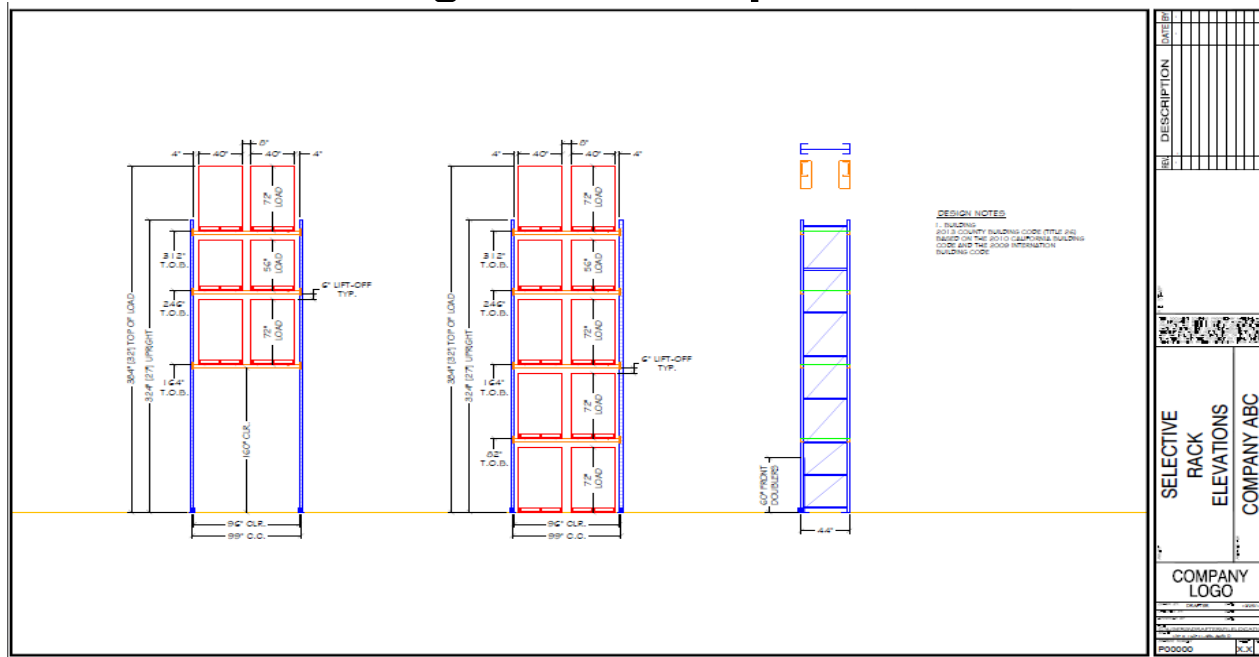 8"
4"
40"
40"
4"
72"
LOAD
312"
T.O.B.
56"
LOAD
6" LIFT-OFF
TYP.
246"
T.O.B.
72"
LOAD
384" [32'] TOP OF LOAD
324" [27'] UPRIGHT
164"
T.O.B.
160" CLR.
96" CLR.
99" C.C.
8"
4"
40"
40"
4"
72"
LOAD
312"
T.O.B.
56"
LOAD
246"
T.O.B.
72"
LOAD
384" [32'] TOP OF LOAD
324" [27'] UPRIGHT
6" LIFT-OFF
TYP.
164"
T.O.B.
72"
LOAD
82"
T.O.B.
72"
LOAD
96" CLR.
99" C.C.
60" FRONT
DOUBLERS
44"
DESIGN NOTES
1. BUILDING
2013 COUNTY BUILDING CODE (TITLE 26)
BASED ON THE 2010 CALIFORNIA BUILDING
CODE AND THE 2009 INTERNATION
BUILDING CODE
REV.
DESCRIPTION
DATE
BY
SELECTIVE
RACK
ELEVATIONS
COMPANY ABC
COMPANY
LOGO
DRAFTER
P00000
X.X